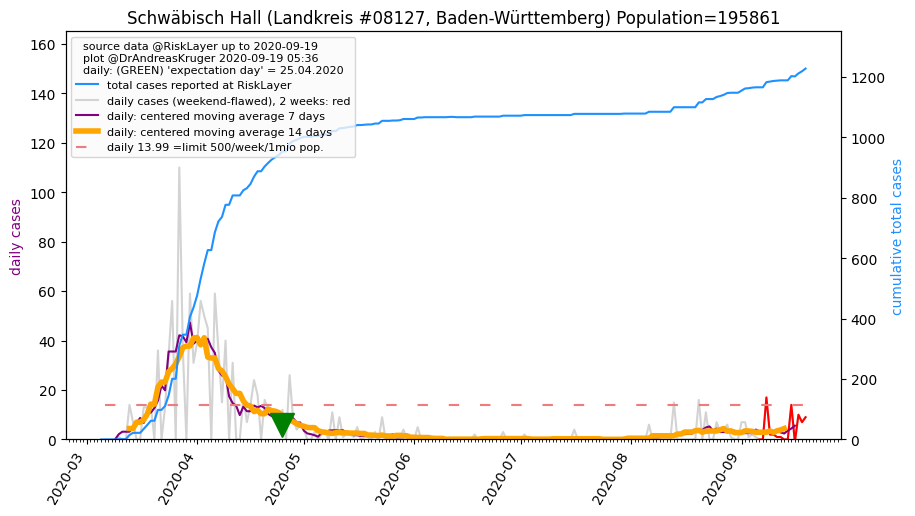 Schwäbisch Hall (Landkreis #08127, Baden-Württemberg) Population=195861
source data @RiskLayer up to 2020-09-19
plot @DrAndreasKruger 2020-09-19 05:36
daily: (GREEN) 'expectation day' = 25.04.2020
total cases reported at RiskLayer
daily cases (weekend-flawed), 2 weeks: red
daily: centered moving average 7 days
daily: centered moving average 14 days
daily 13.99 =limit 500/week/1mio pop.
daily cases
160
140
120
100
80
60
40
20
0
cumulative total cases
1200
1000
800
600
400
200
0
2020-03
2020-04
2020-05
2020-06
2020-07
2020-08
2020-09